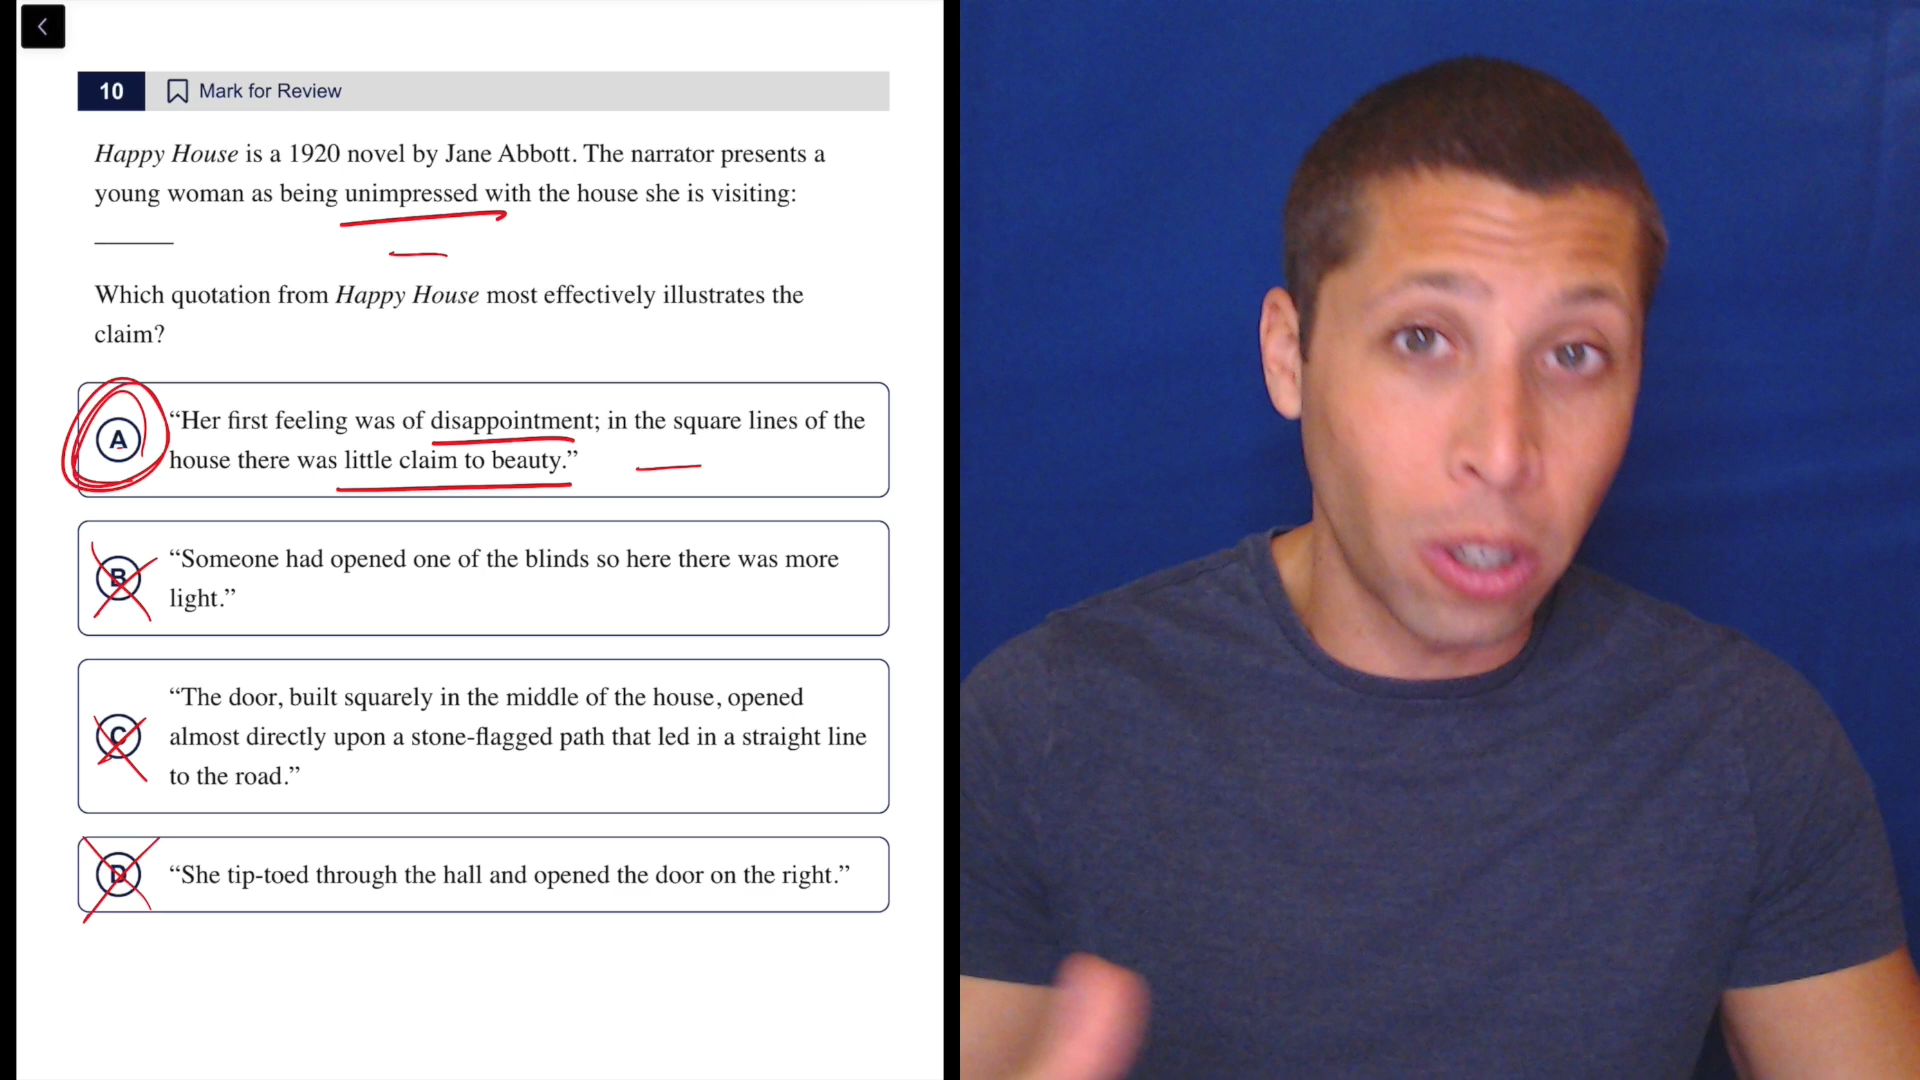 10 Mark for Review
Happy House is a 1920 novel by Jane Abbott. The narrator presents a
young woman as being unimpressed with the house she is visiting:
______
Which quotation from Happy House most effectively illustrates the
claim?
A “Her first feeling was of disappointment; in the square lines of the
house there was little claim to beauty.”
B “Someone had opened one of the blinds so here there was more
light.”
C “The door, built squarely in the middle of the house, opened
almost directly upon a stone-flagged path that led in a straight line
to the road.”
D “She tip-toed through the hall and opened the door on the right.”